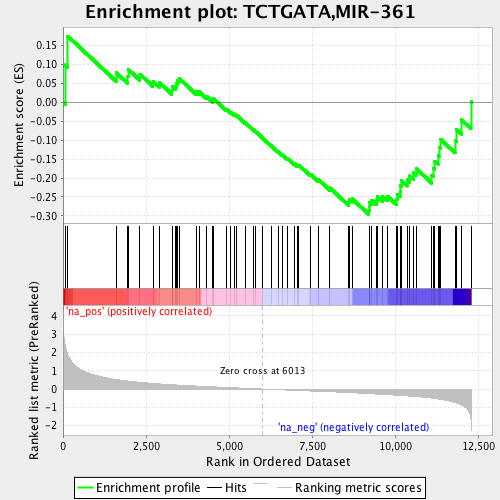 Enrichment plot: TCTGATA,MIR-361
Enrichment score (ES)
0.15
0.10
0.05
0.00
-0.05
-0.10
-0.15
-0.20
-0.25
-0.30
'na_pos' (positively correlated)
Ranked list metric (PreRanked)
4
3
2
1
0
-1
-2
Zero cross at 6013
'na_neg' (negatively correlated)
0
2,500
5,000
7,500
10,000
12,500
Rank in Ordered Dataset
Enrichment profile
Hits
Ranking metric scores